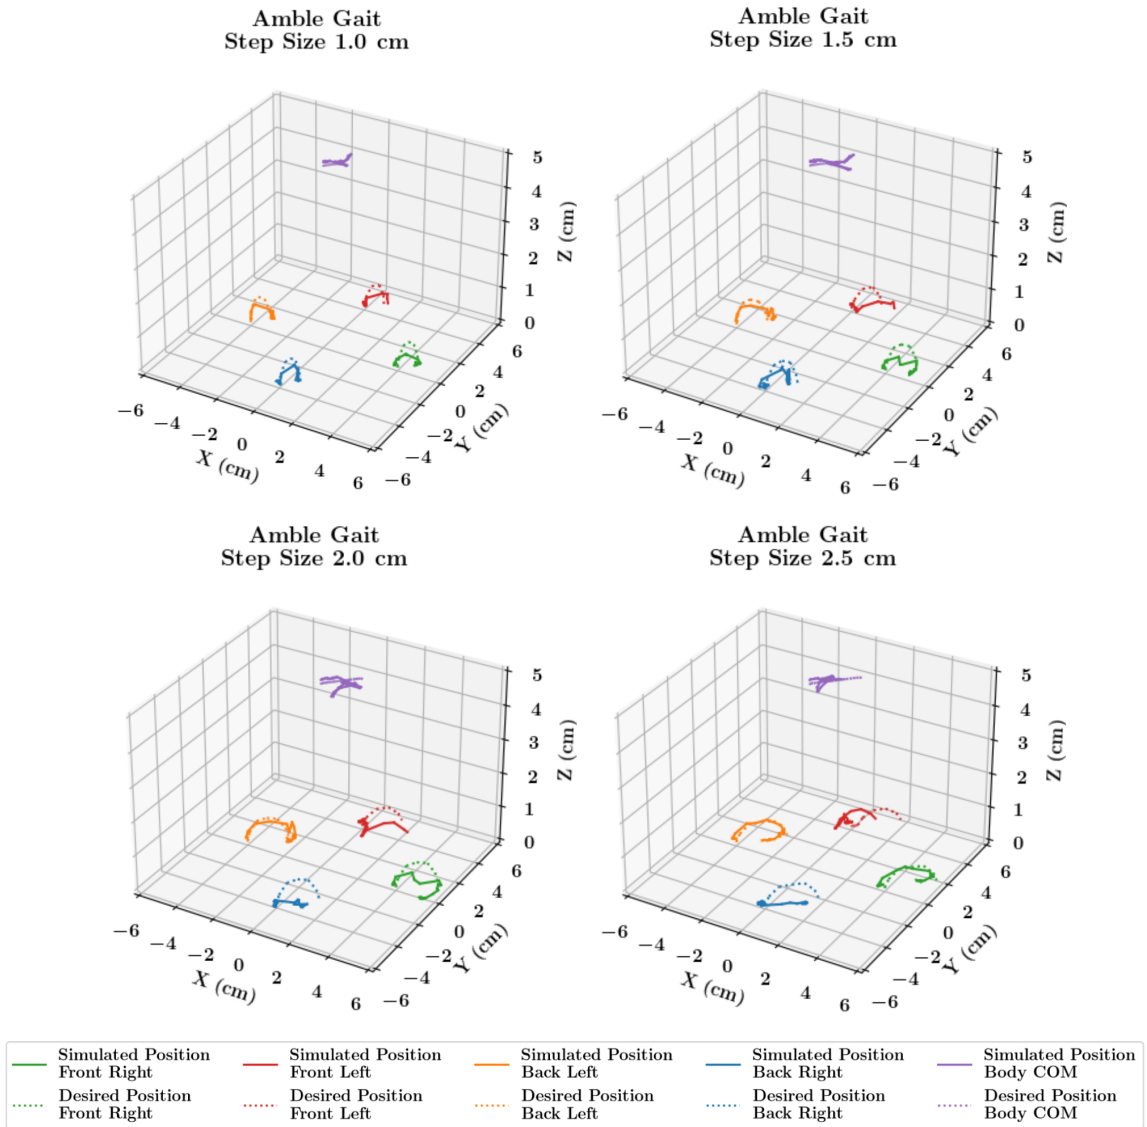 Amble Gait
Step Size 1.0 cm
5
4
3
2
1
0
Z (cm)
−6
−4
−2
0
2
4
6
X (cm)
−6
−4
−2
0
2
4
6
Y (cm)
Amble Gait
Step Size 1.5 cm
5
4
3
2
1
0
Z (cm)
−6
−4
−2
0
2
4
6
X (cm)
−6
−4
−2
0
2
4
6
Y (cm)
Amble Gait
Step Size 2.0 cm
5
4
3
2
1
0
Z (cm)
−6
−4
−2
0
2
4
6
X (cm)
−6
−4
−2
0
2
4
6
Y (cm)
Amble Gait
Step Size 2.5 cm
5
4
3
2
1
0
Z (cm)
−6
−4
−2
0
2
4
6
X (cm)
−6
−4
−2
0
2
4
6
Y (cm)
Simulated Position
Front Right
Simulated Position
Front Left
Simulated Position
Back Left
Simulated Position
Back Right
Simulated Position
Body COM
Desired Position
Front Right
Desired Position
Front Left
Desired Position
Back Left
Desired Position
Back Right
Desired Position
Body COM